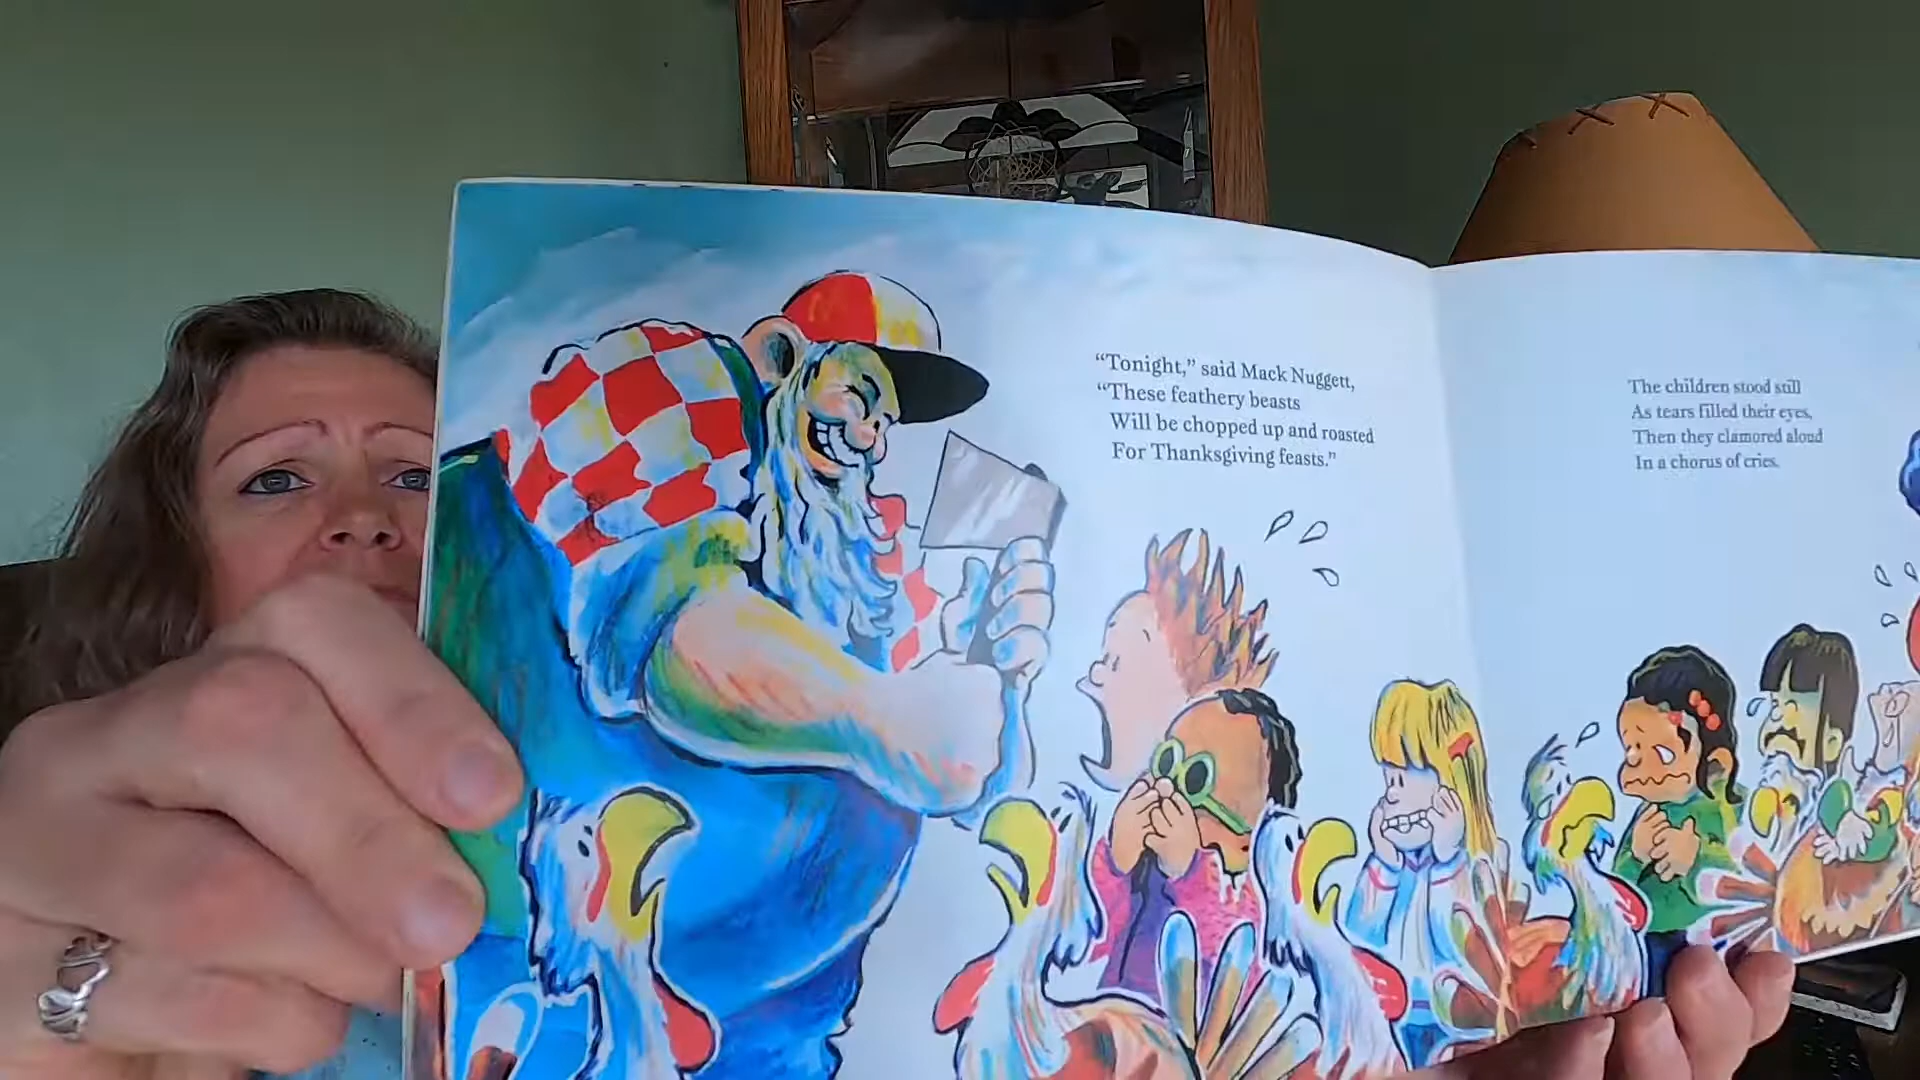 “Tonight,” said Mack Nuggett,
“These feathery beasts
Will be chopped up and roasted
For Thanksgiving feasts.”
The children stood still
As tears filled their eyes,
Then they clamored aloud
In a chorus of cries.